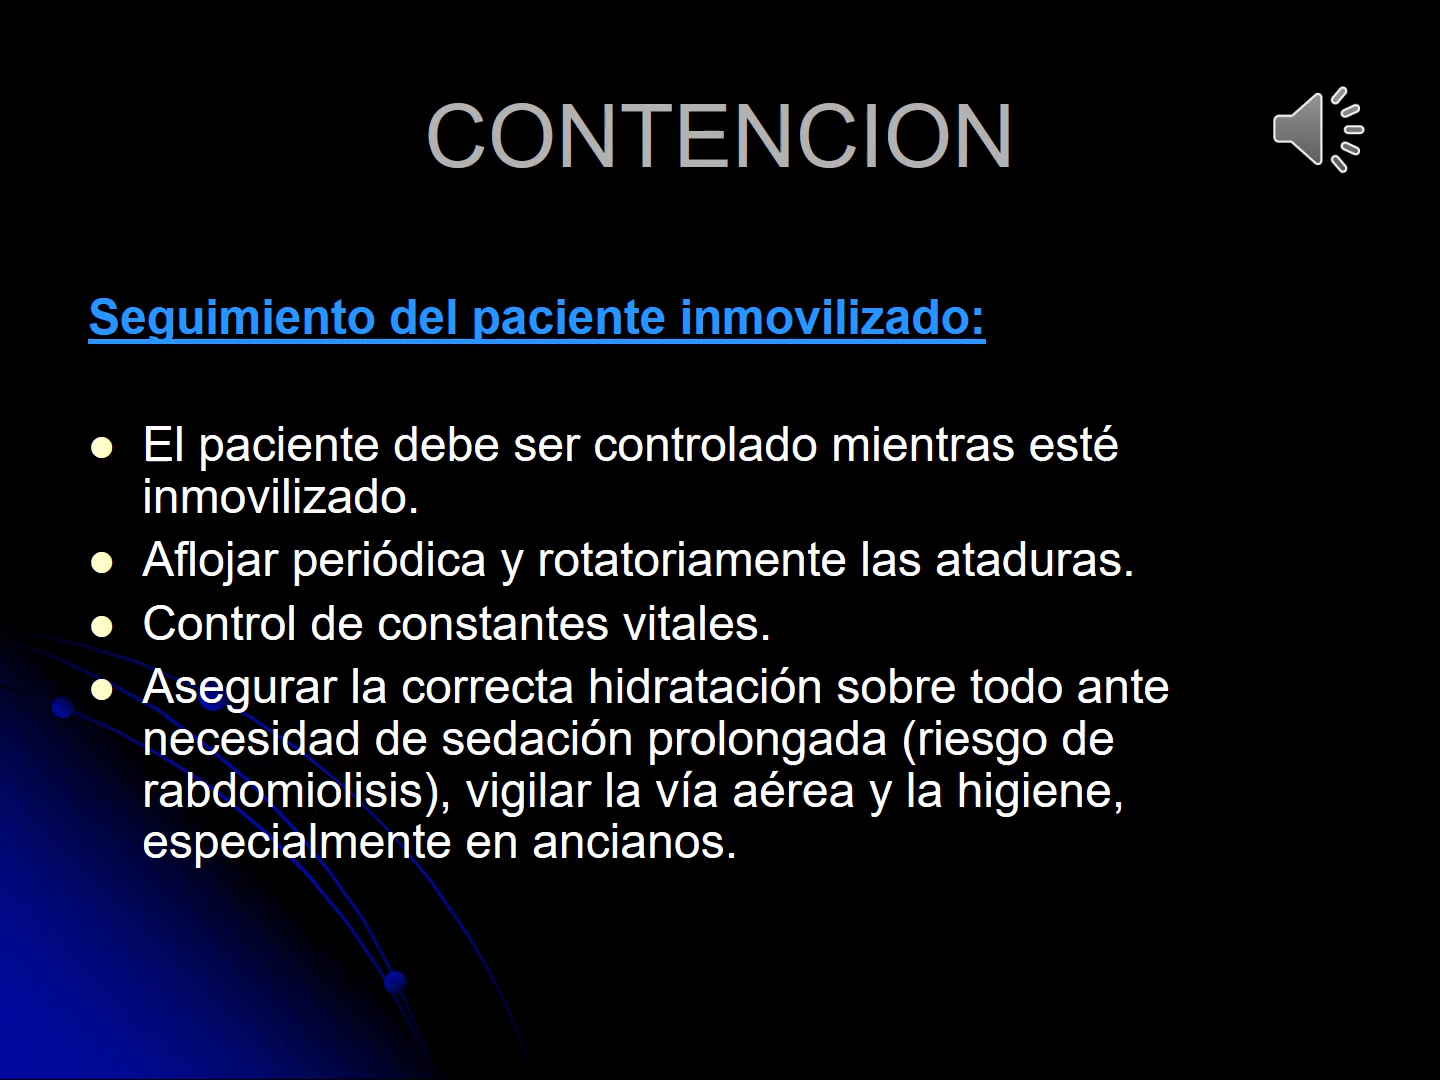 CONTENCION
Seguimiento del paciente inmovilizado:
El paciente debe ser controlado mientras esté
inmovilizado.
Aflojar periódica y rotatoriamente las ataduras.
Control de constantes vitales.
Asegurar la correcta hidratación sobre todo ante
necesidad de sedación prolongada (riesgo de
rabdomiolisis), vigilar la vía aérea y la higiene,
especialmente en ancianos.